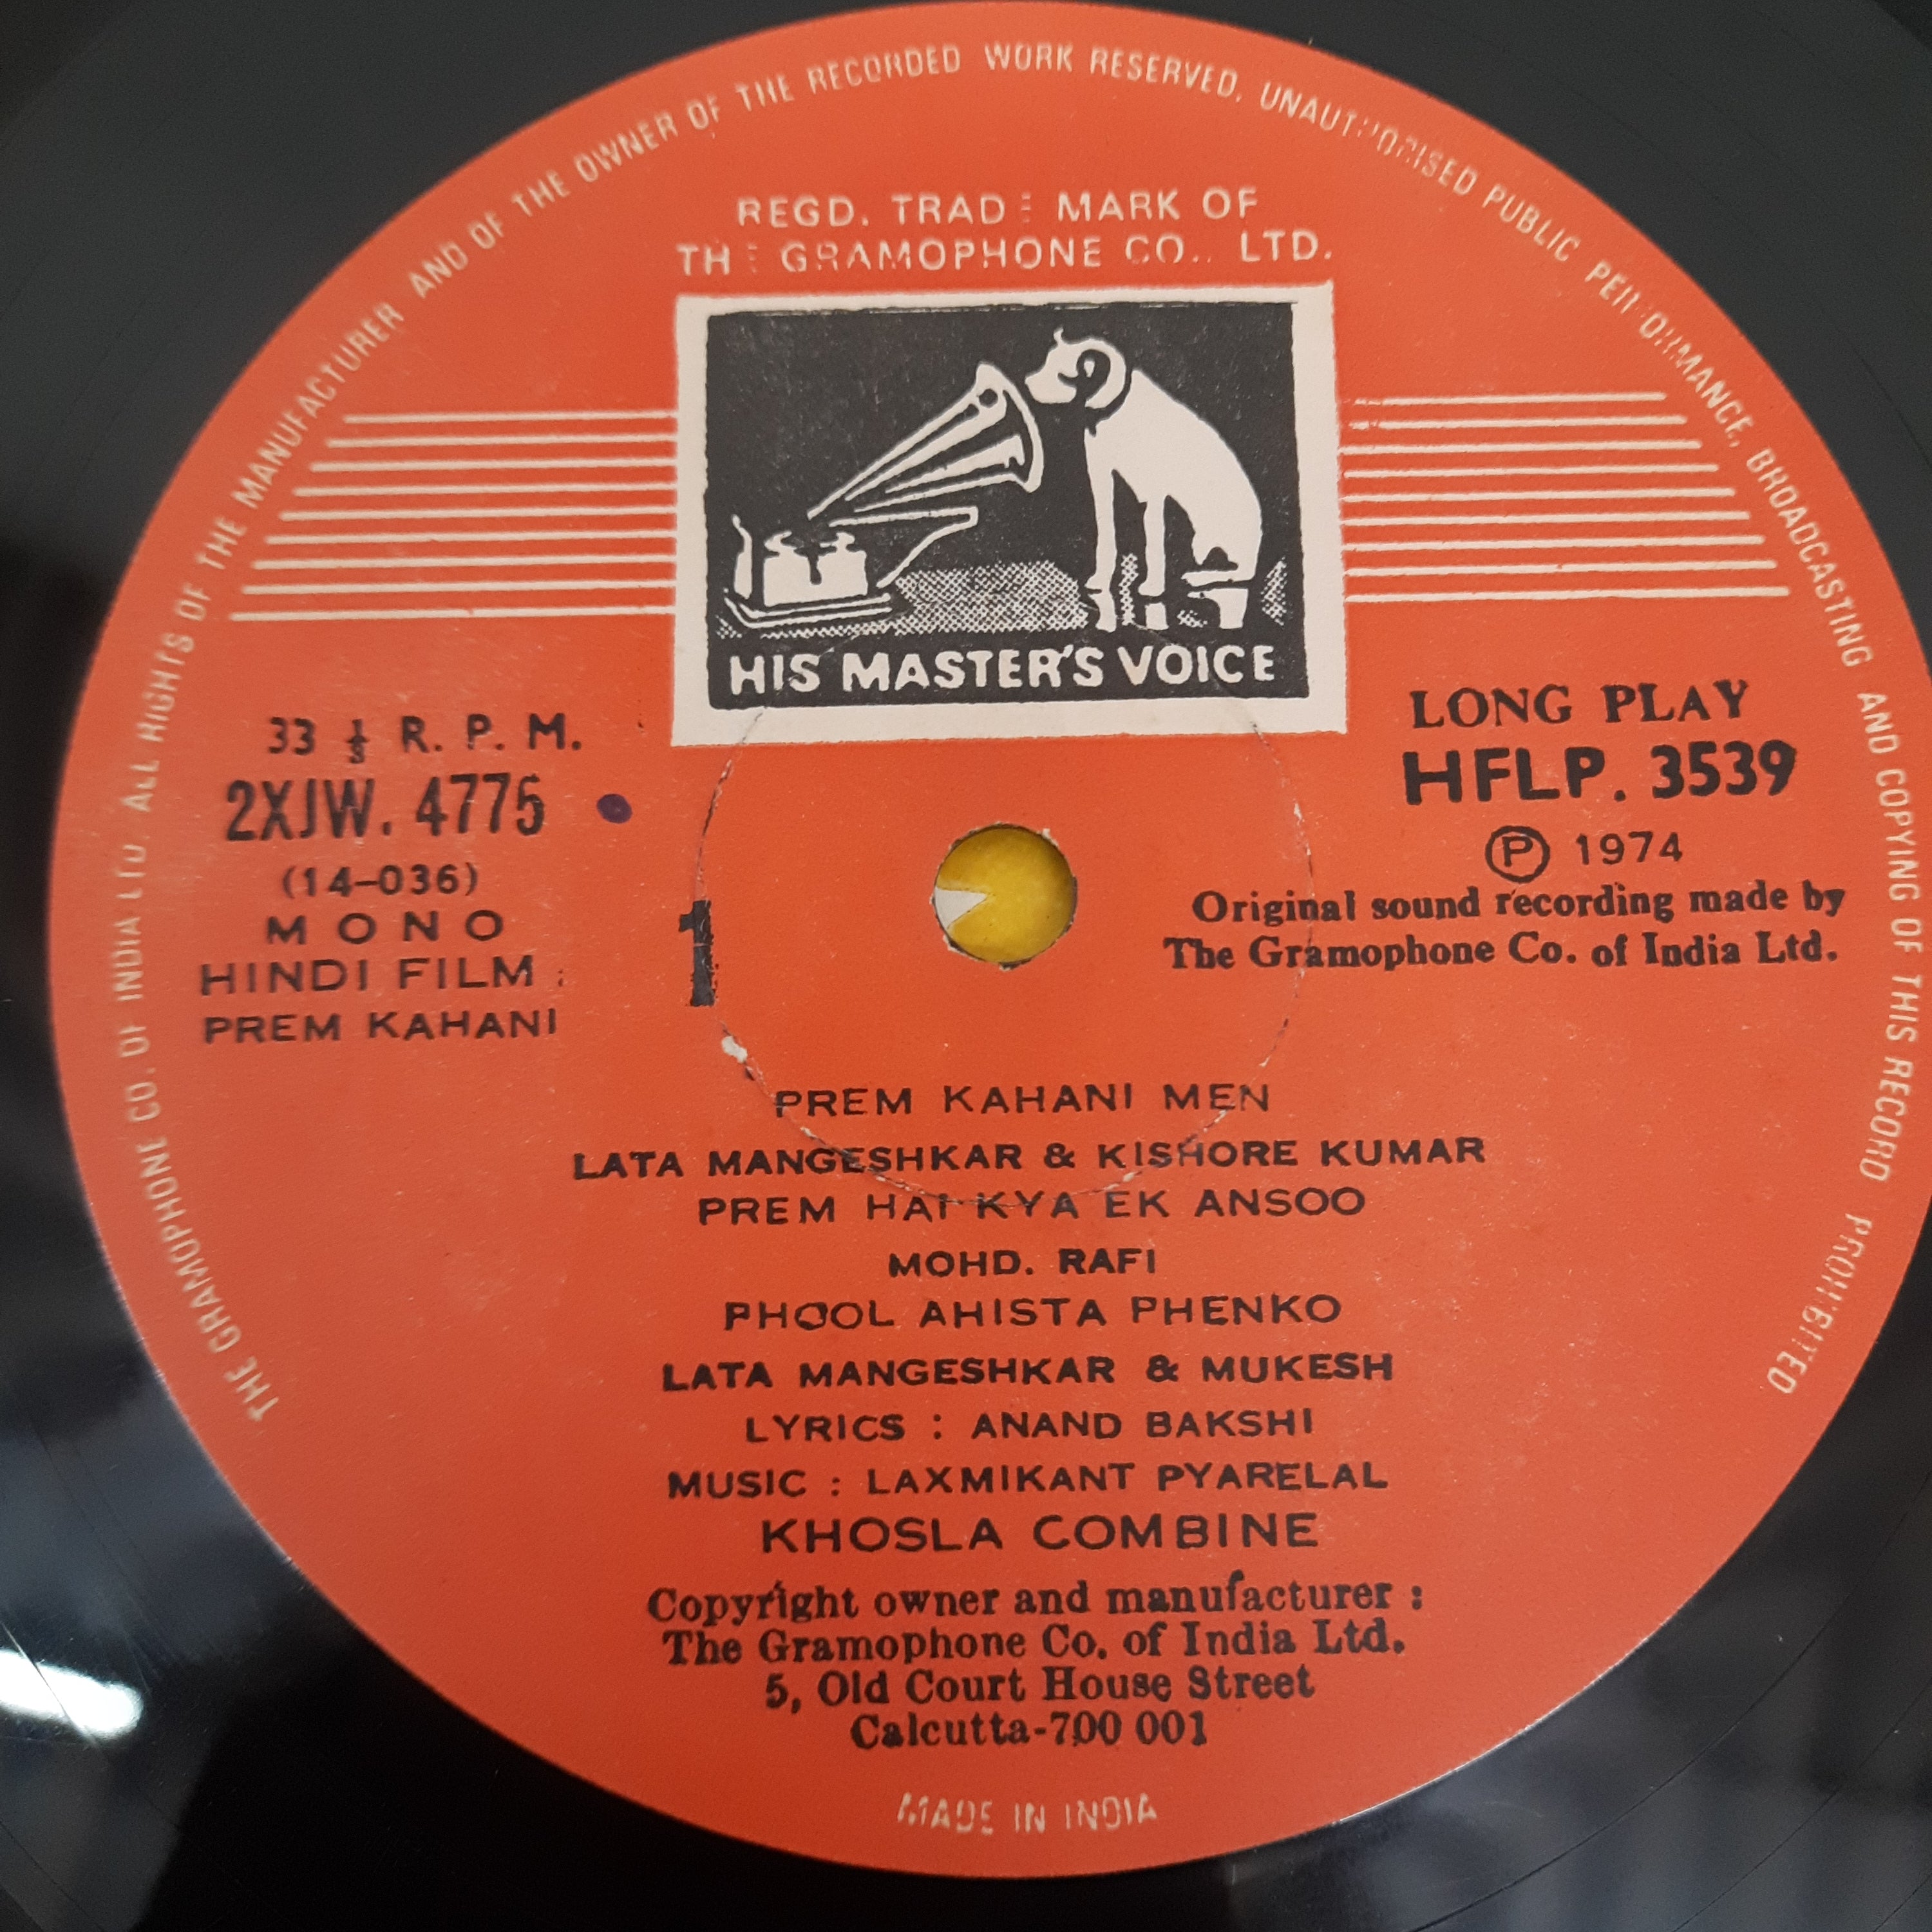 THE GRAMOPHONE CO. OF INDIA LTD. ALL RIGHTS OF THE MANUFACTURER AND OF THE OWNER OF THE RECORDED WORK RESERVED. UNAUTHORISED PUBLIC PERFORMANCE, BROADCASTING AND COPYING OF THIS RECORD PROHIBITED
REGD. TRADE MARK OF
THE GRAMOPHONE CO., LTD.
HIS MASTER'S VOICE
33 1/3 R. P. M.
2XJW. 4775
(14-036)
MONO
HINDI FILM :
PREM KAHANI
1
LONG PLAY
HFLP. 3539
Ⓟ 1974
Original sound recording made by
The Gramophone Co. of India Ltd.
PREM KAHANI MEN
LATA MANGESHKAR & KISHORE KUMAR
PREM HAI KYA EK ANSOO
MOHD. RAFI
PHOOL AHISTA PHENKO
LATA MANGESHKAR & MUKESH
LYRICS : ANAND BAKSHI
MUSIC : LAXMIKANT PYARELAL
KHOSLA COMBINE
Copyright owner and manufacturer :
The Gramophone Co. of India Ltd.
5, Old Court House Street
Calcutta-700 001
MADE IN INDIA